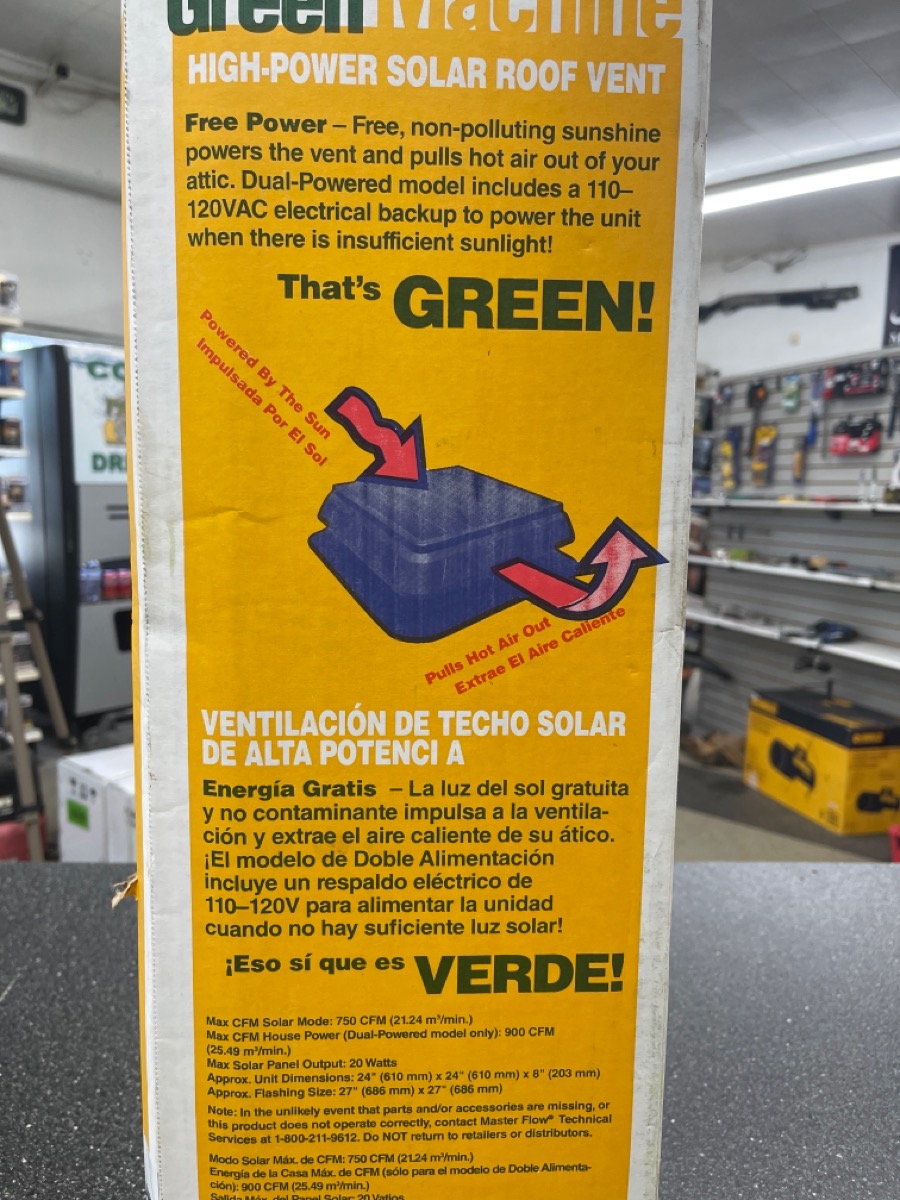 Green Machine
HIGH-POWER SOLAR ROOF VENT
Free Power – Free, non-polluting sunshine
powers the vent and pulls hot air out of your
attic. Dual-Powered model includes a 110–
120VAC electrical backup to power the unit
when there is insufficient sunlight!
That's GREEN!
Powered By The Sun
Impulsada Por El Sol
Pulls Hot Air Out
Extrae El Aire Caliente
VENTILACIÓN DE TECHO SOLAR
DE ALTA POTENCI A
Energía Gratis – La luz del sol gratuita
y no contaminante impulsa a la ventila-
ción y extrae el aire caliente de su ático.
¡El modelo de Doble Alimentación
incluye un respaldo eléctrico de
110–120V para alimentar la unidad
cuando no hay suficiente luz solar!
¡Eso sí que es VERDE!
Max CFM Solar Mode: 750 CFM (21.24 m³/min.)
Max CFM House Power (Dual-Powered model only): 900 CFM
(25.49 m³/min.)
Max Solar Panel Output: 20 Watts
Approx. Unit Dimensions: 24" (610 mm) x 24" (610 mm) x 8" (203 mm)
Approx. Flashing Size: 27" (686 mm) x 27" (686 mm)
Note: In the unlikely event that parts and/or accessories are missing, or
this product does not operate correctly, contact Master Flow® Technical
Services at 1-800-211-9612. Do NOT return to retailers or distributors.
Modo Solar Máx. de CFM: 750 CFM (21.24 m³/min.)
Energía de la Casa Máx. de CFM (sólo para el modelo de Doble Alimenta-
ción): 900 CFM (25.49 m³/min.)
Salida Máx. del Panel Solar: 20 Vatios
CO
DRI